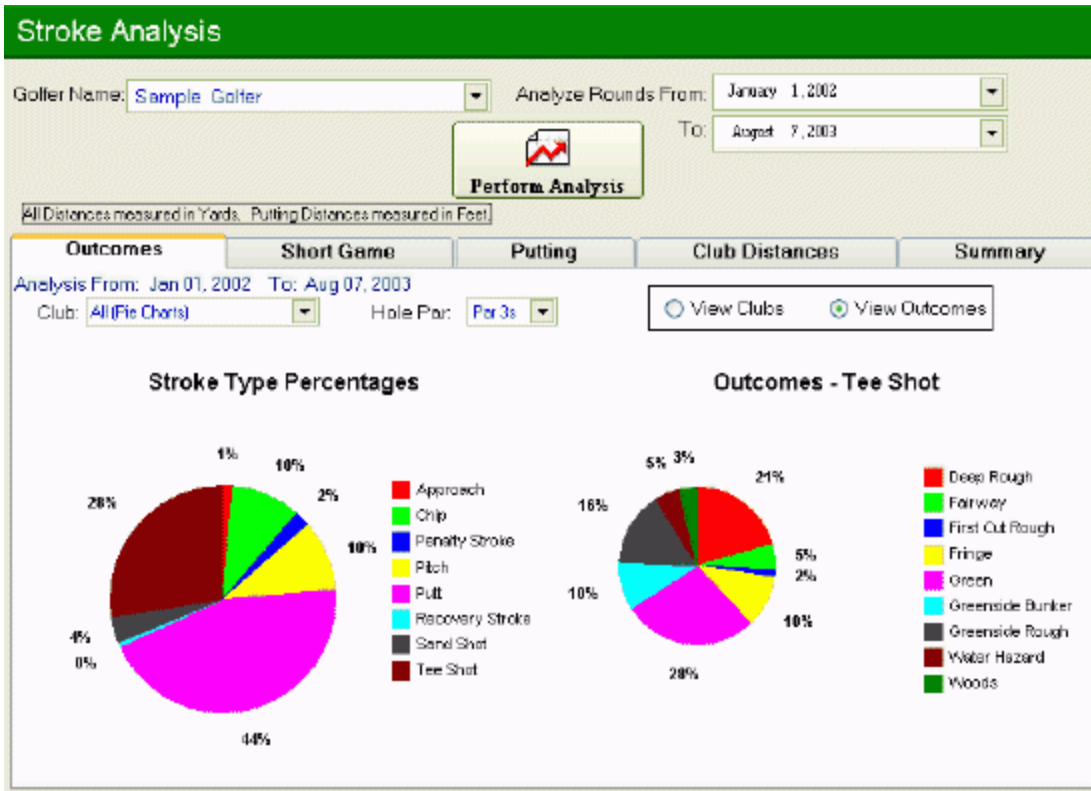 Stroke Analysis
Golfer Name: Sample Golfer
Analyze Rounds From: January 1, 2002
To: August 7, 2003
Perform Analysis
All Distances measured in Yards. Putting Distances measured in Feet.
Outcomes Short Game Putting Club Distances Summary
Analysis From: Jan 01, 2002 To: Aug 07, 2003
Club: All (Pie Charts) Hole Par: Par 3s View Clubs View Outcomes
Stroke Type Percentages
1%
10%
2%
10%
44%
0%
4%
28%
Approach
Chip
Penalty Stroke
Pitch
Putt
Recovery Stroke
Sand Shot
Tee Shot
Outcomes - Tee Shot
3%
21%
5%
2%
10%
28%
10%
16%
5%
Deep Rough
Fairway
First Cut Rough
Fringe
Green
Greenside Bunker
Greenside Rough
Water Hazard
Woods